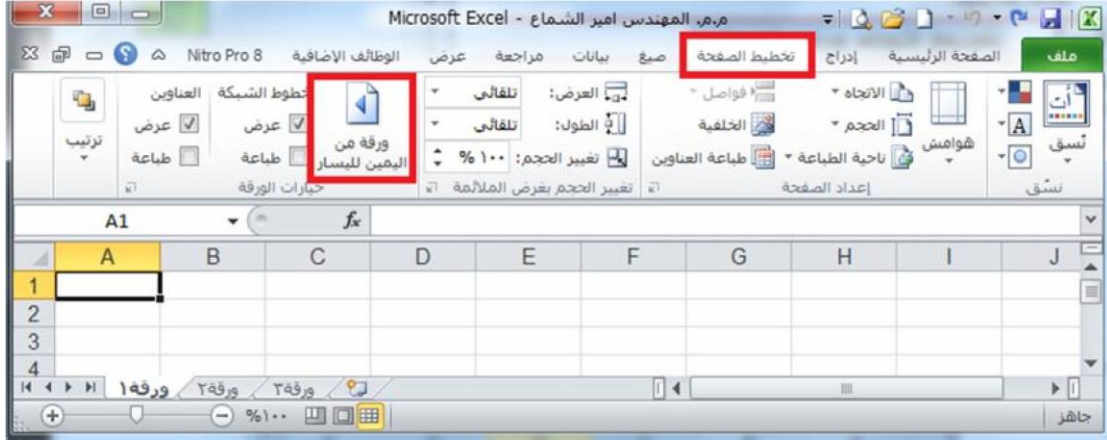 م.م. المهندس امير الشماع - Microsoft Excel
ملف الصفحة الرئيسية إدراج تخطيط الصفحة صيغ بيانات مراجعة عرض الوظائف الإضافية Nitro Pro 8
أت
A
نسق
هوامش
الاتجاه
الحجم
ناحية الطباعة
فواصل
الخلفية
طباعة العناوين
العرض: تلقائي
الطول: تلقائي
تغيير الحجم: ١٠٠ %
ورقة من
اليمين لليسار
خطوط الشبكة
عرض
طباعة
العناوين
عرض
طباعة
ترتيب
نسّق
إعداد الصفحة
تغيير الحجم بغرض الملائمة
خيارات الورقة
A1 fx
A B C D E F G H I J
1
2
3
4
ورقة١ ورقة٢ ورقة٣
جاهز
%١٠٠